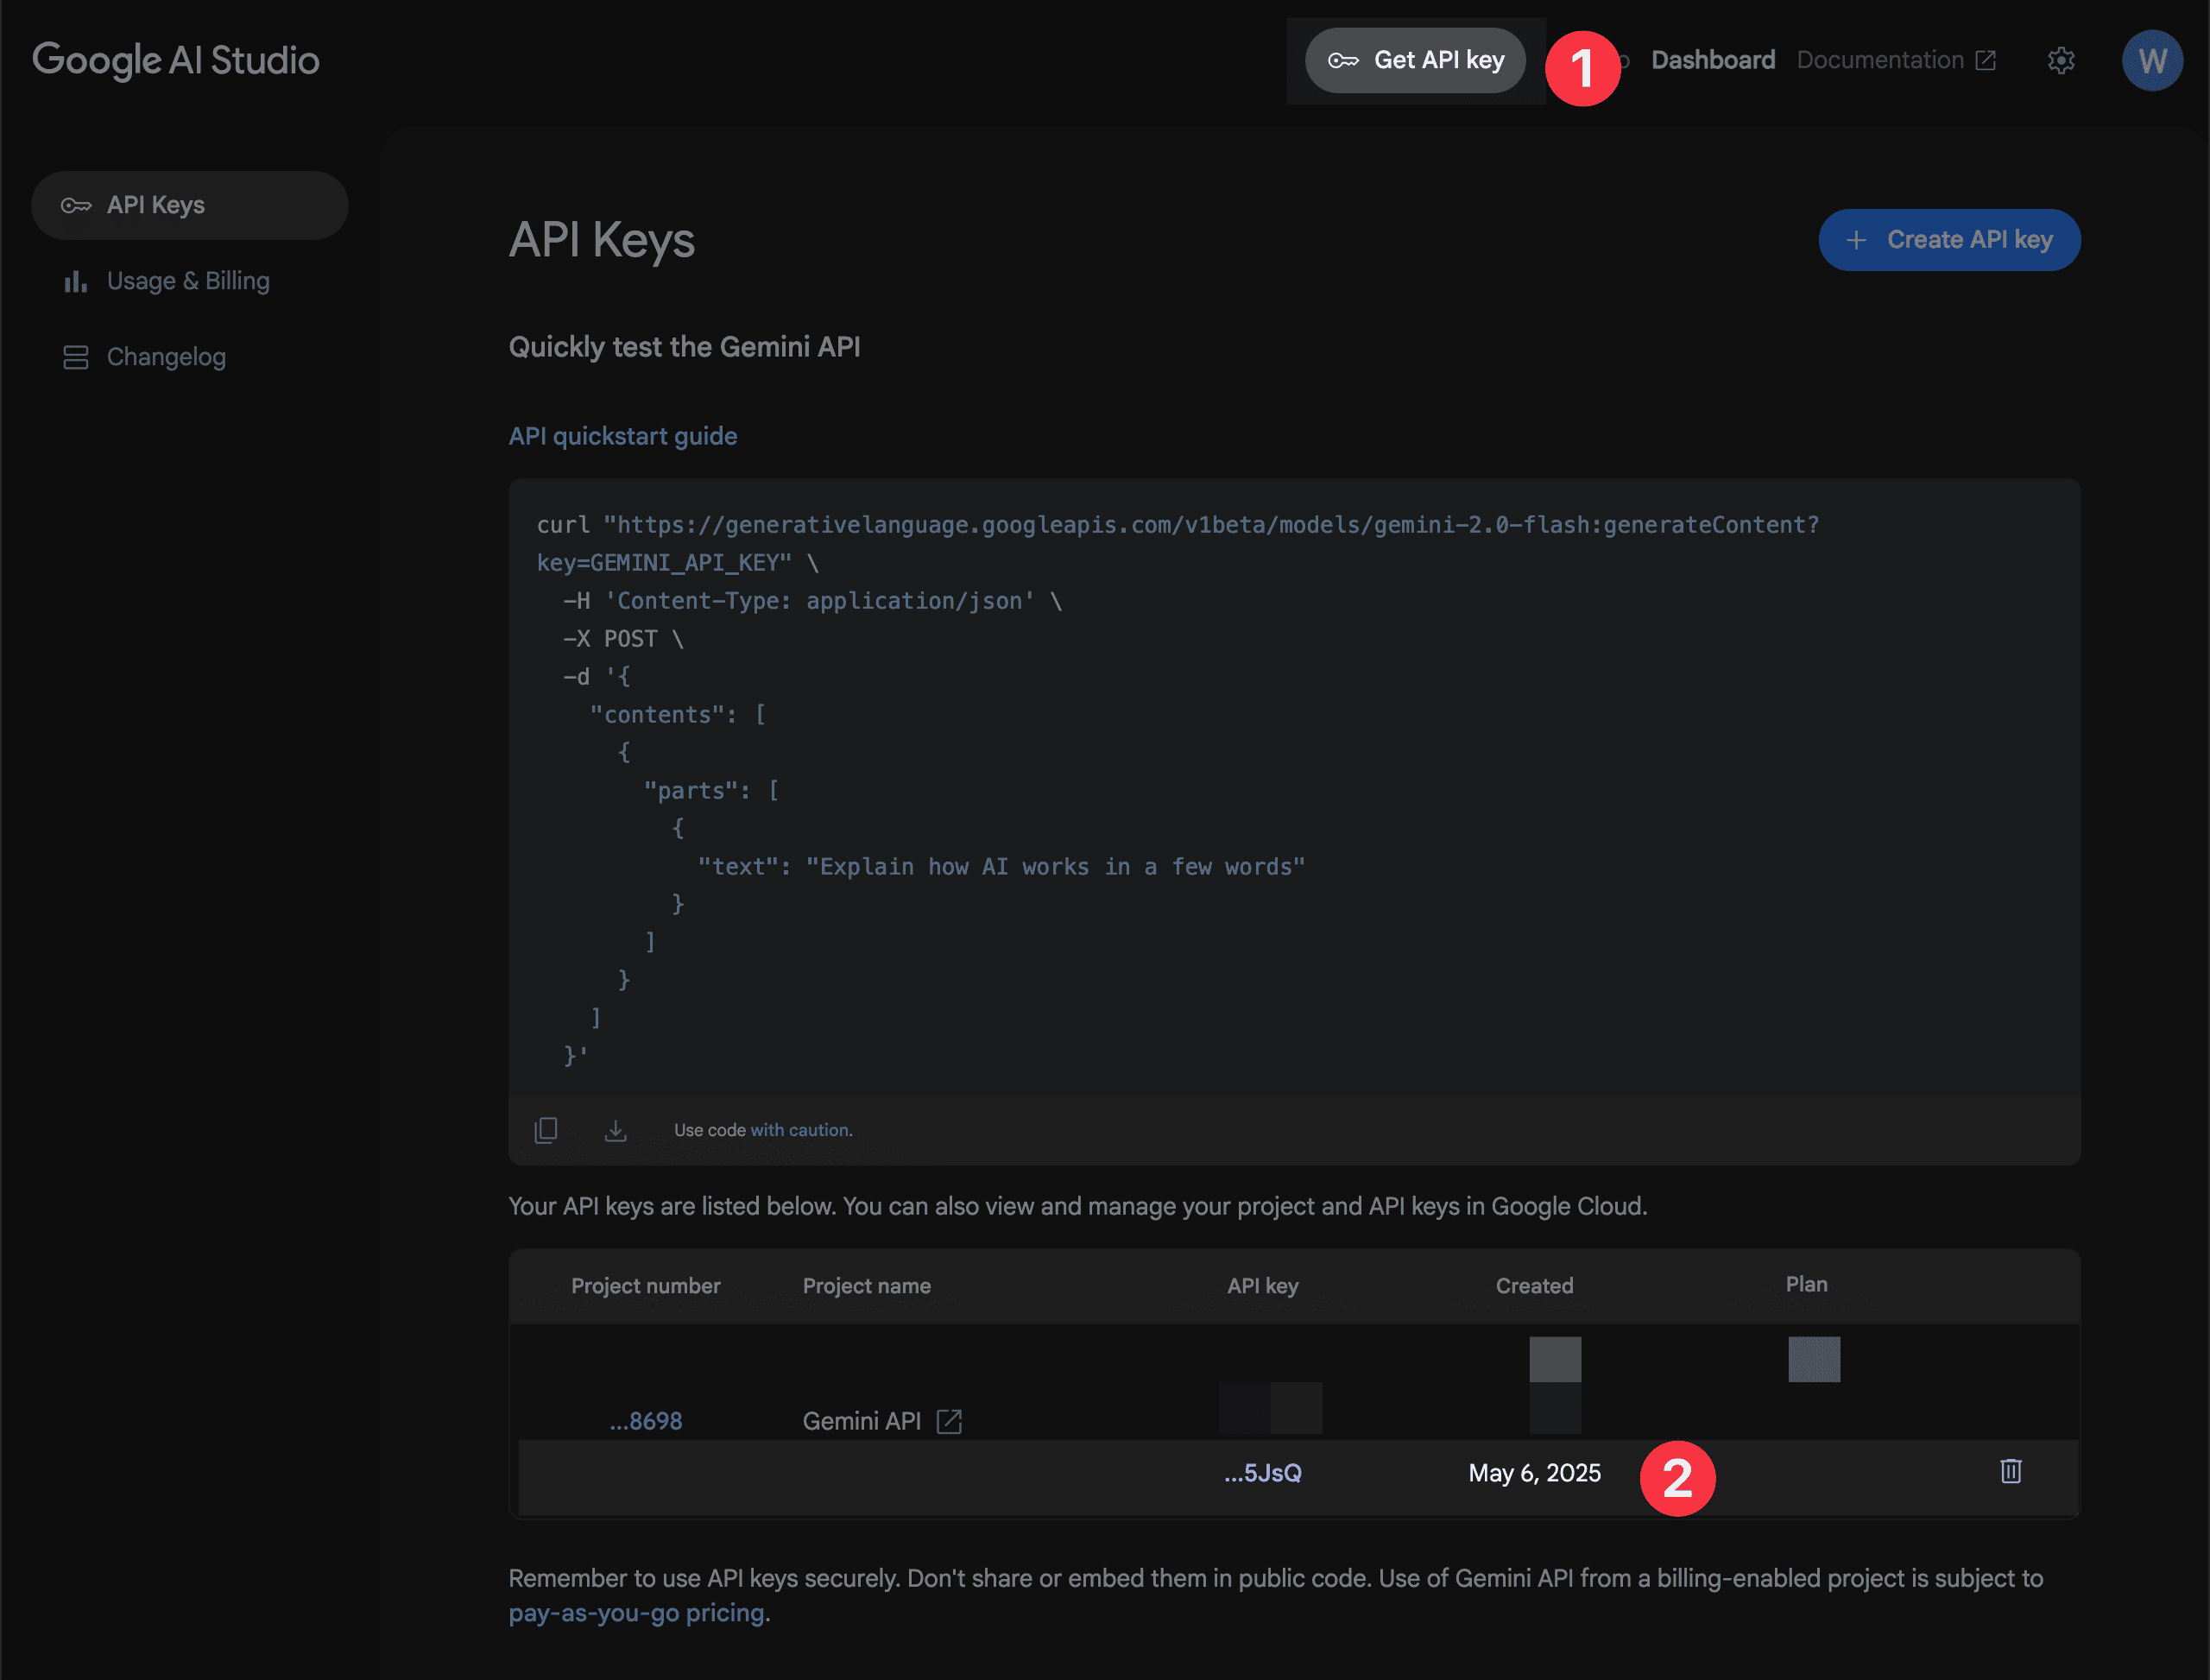 Google AI Studio
Get API key
1
Dashboard
Documentation
W
API Keys
Usage & Billing
Changelog
API Keys
Create API key
Quickly test the Gemini API
API quickstart guide
curl "https://generativelanguage.googleapis.com/v1beta/models/gemini-2.0-flash:generateContent?
key=GEMINI_API_KEY" \
-H 'Content-Type: application/json' \
-X POST \
-d '{
"contents": [
{
"parts": [
{
"text": "Explain how AI works in a few words"
}
]
}
]
}'
Use code with caution.
Your API keys are listed below. You can also view and manage your project and API keys in Google Cloud.
Project number Project name API key Created Plan
...8698 Gemini API
...5JsQ May 6, 2025 2
Remember to use API keys securely. Don't share or embed them in public code. Use of Gemini API from a billing-enabled project is subject to
pay-as-you-go pricing.